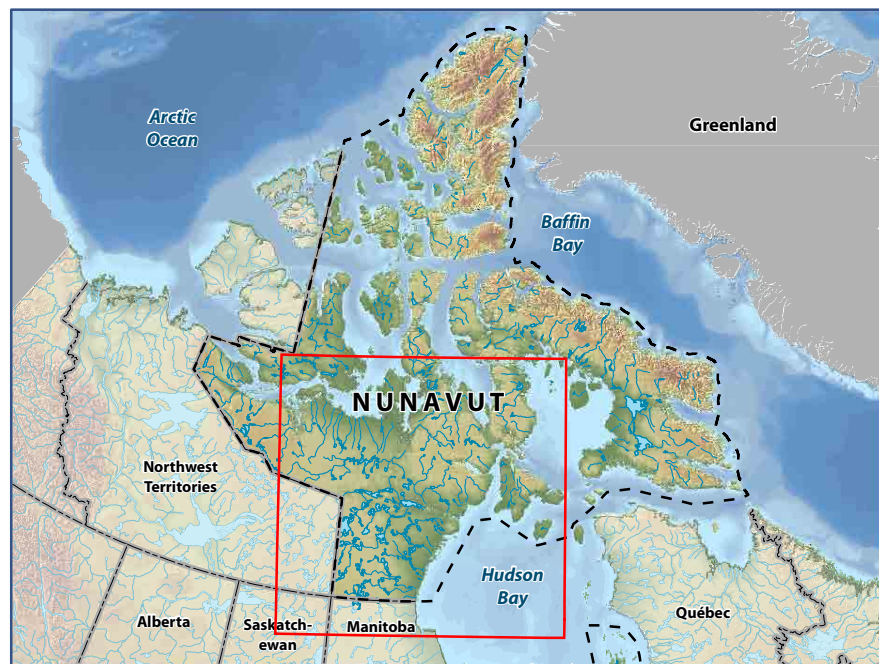 Arctic
Ocean
Greenland
Baffin
Bay
NUNAVUT
Northwest
Territories
Hudson
Bay
Alberta
Saskatch-
ewan
Manitoba
Québec